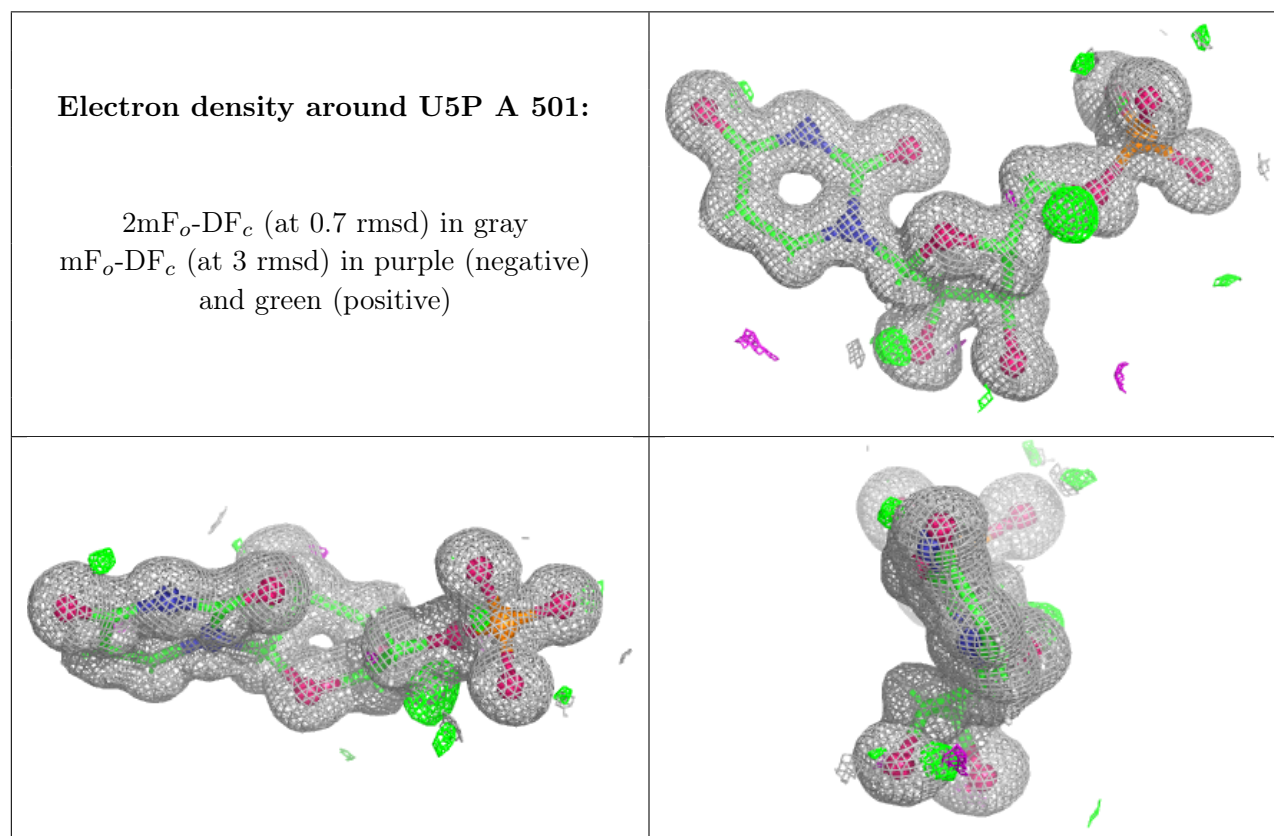 Electron density around U5P A 501:
2mFo-DFc (at 0.7 rmsd) in gray
mFo-DFc (at 3 rmsd) in purple (negative)
and green (positive)